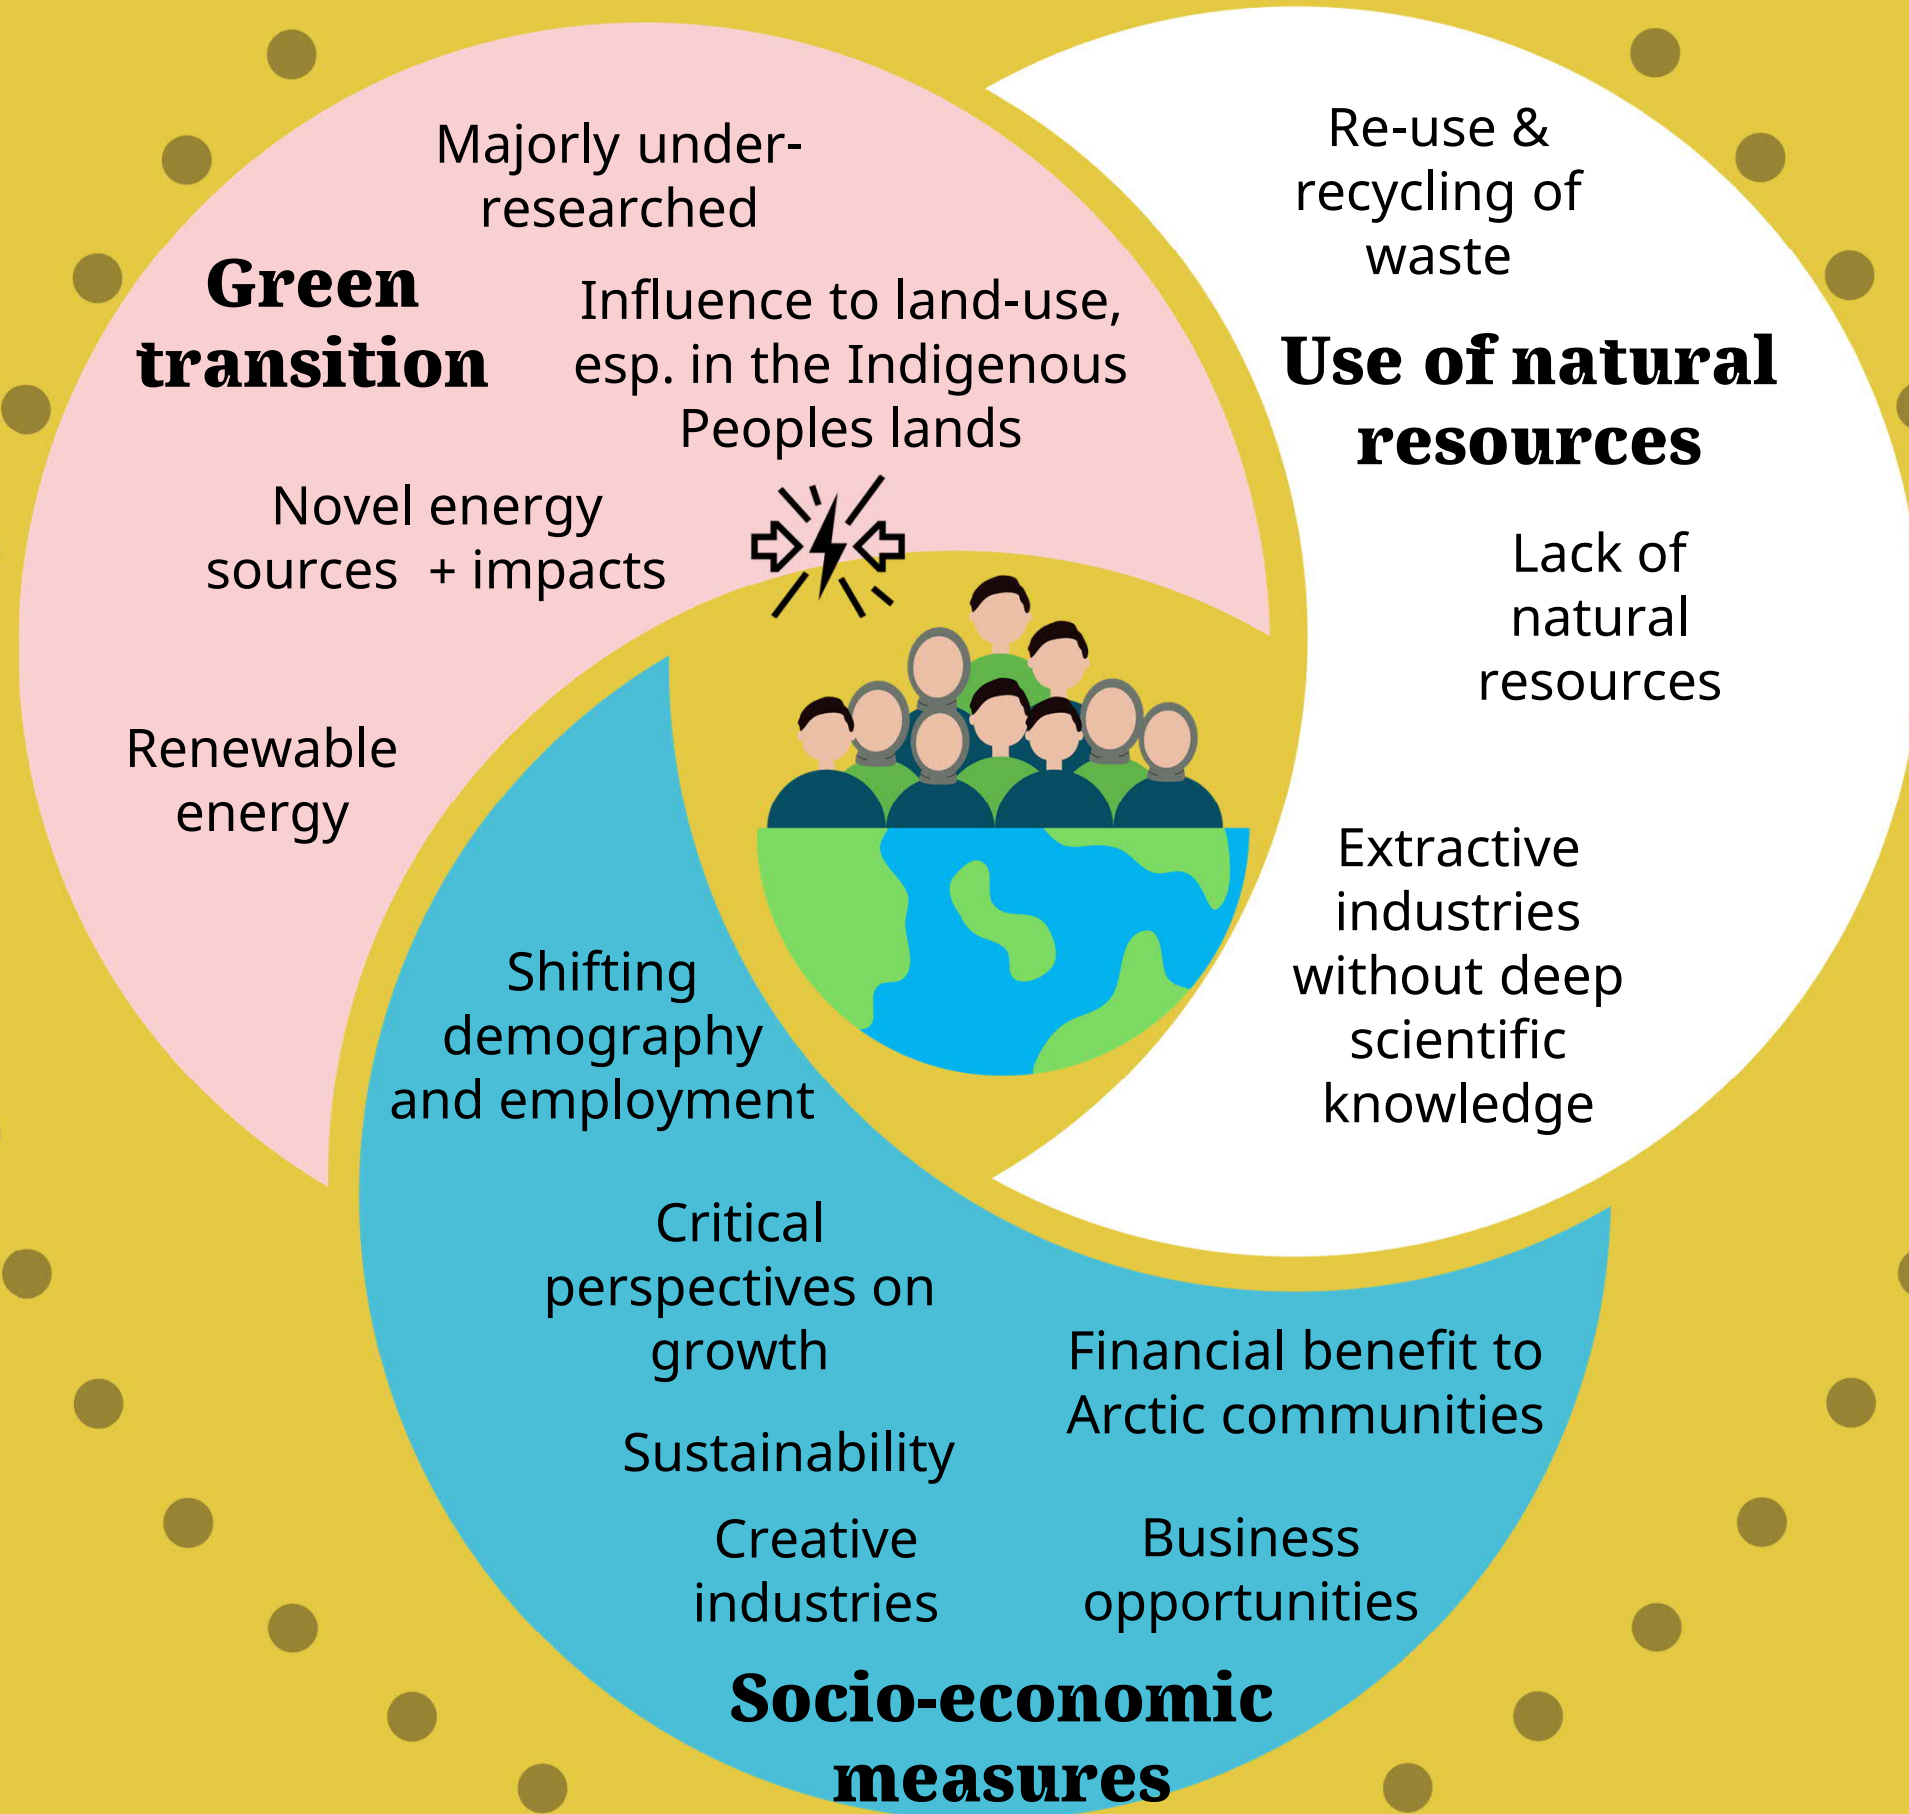 Majorly under-
researched
Green
transition
Influence to land-use,
esp. in the Indigenous
Peoples lands
Novel energy
sources + impacts
Renewable
energy
Re-use &
recycling of
waste
Use of natural
resources
Lack of
natural
resources
Extractive
industries
without deep
scientific
knowledge
Shifting
demography
and employment
Critical
perspectives on
growth
Financial benefit to
Arctic communities
Sustainability
Creative
industries
Business
opportunities
Socio-economic
measures